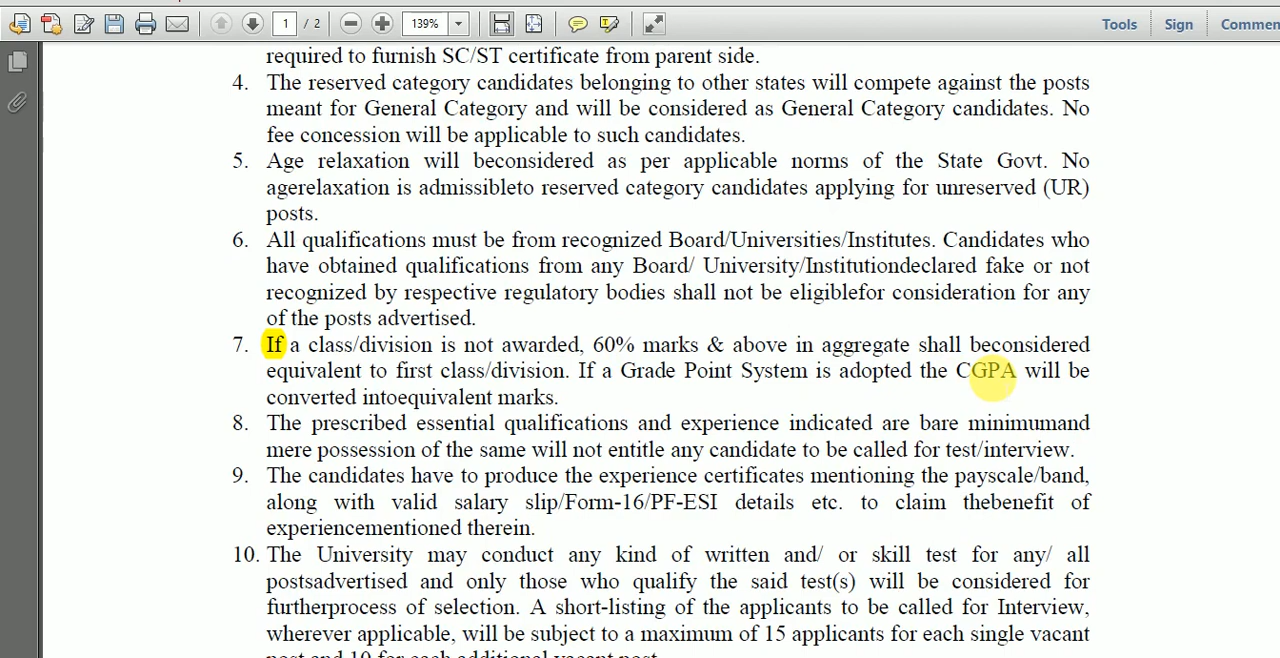 1 / 2 139% Tools Sign Commen
required to furnish SC/ST certificate from parent side.
4. The reserved category candidates belonging to other states will compete against the posts
meant for General Category and will be considered as General Category candidates. No
fee concession will be applicable to such candidates.
5. Age relaxation will beconsidered as per applicable norms of the State Govt. No
agerelaxation is admissibleto reserved category candidates applying for unreserved (UR)
posts.
6. All qualifications must be from recognized Board/Universities/Institutes. Candidates who
have obtained qualifications from any Board/ University/Institutiondeclared fake or not
recognized by respective regulatory bodies shall not be eligiblefor consideration for any
of the posts advertised.
7. If a class/division is not awarded, 60% marks & above in aggregate shall beconsidered
equivalent to first class/division. If a Grade Point System is adopted the CGPA will be
converted intoequivalent marks.
8. The prescribed essential qualifications and experience indicated are bare minimumand
mere possession of the same will not entitle any candidate to be called for test/interview.
9. The candidates have to produce the experience certificates mentioning the payscale/band,
along with valid salary slip/Form-16/PF-ESI details etc. to claim thebenefit of
experiencementioned therein.
10. The University may conduct any kind of written and/ or skill test for any/ all
postsadvertised and only those who qualify the said test(s) will be considered for
furtherprocess of selection. A short-listing of the applicants to be called for Interview,
wherever applicable, will be subject to a maximum of 15 applicants for each single vacant
post and 10 for each additional vacant post.